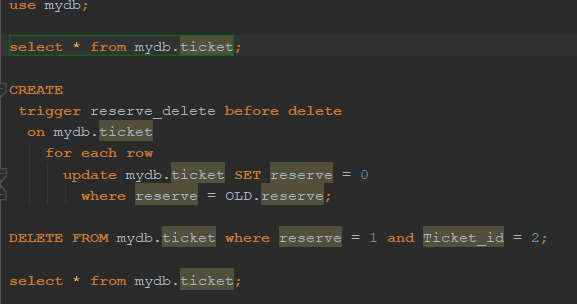 use mydb;
select * from mydb.ticket;
CREATE
trigger reserve_delete before delete
on mydb.ticket
for each row
update mydb.ticket SET reserve = 0
where reserve = OLD.reserve;
DELETE FROM mydb.ticket where reserve = 1 and Ticket_id = 2;
select * from mydb.ticket;